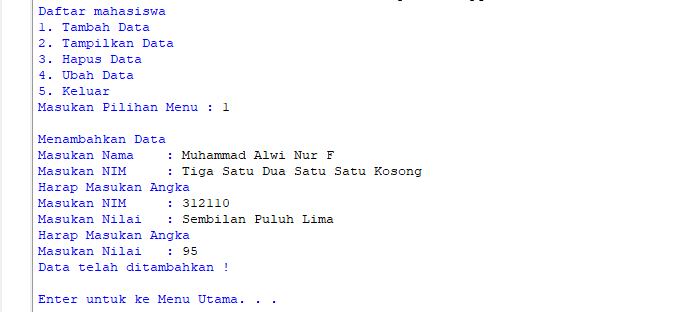 Daftar mahasiswa
1. Tambah Data
2. Tampilkan Data
3. Hapus Data
4. Ubah Data
5. Keluar
Masukan Pilihan Menu : 1
Menambahkan Data
Masukan Nama : Muhammad Alwi Nur F
Masukan NIM : Tiga Satu Dua Satu Satu Kosong
Harap Masukan Angka
Masukan NIM : 312110
Masukan Nilai : Sembilan Puluh Lima
Harap Masukan Angka
Masukan Nilai : 95
Data telah ditambahkan !
Enter untuk ke Menu Utama. . .